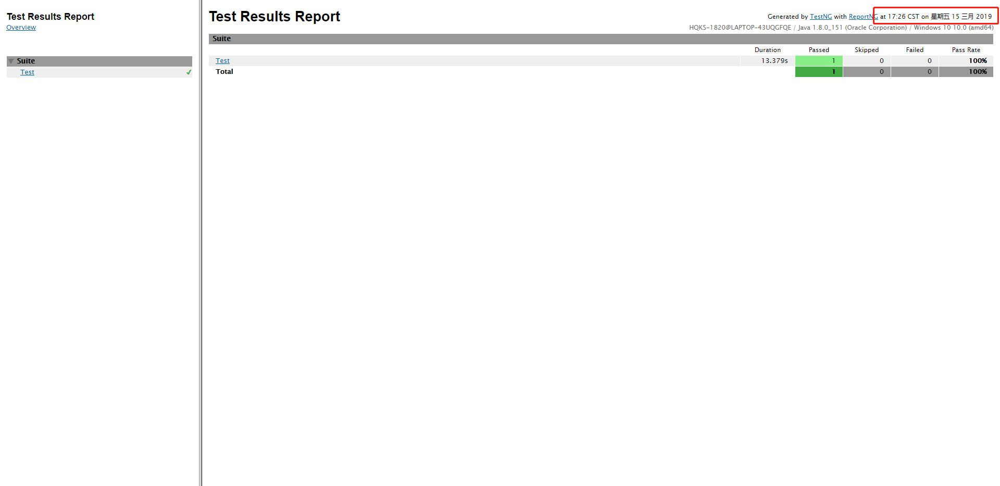 Test Results Report
Overview
Suite
Test
Test Results Report
Generated by TestNG with ReportNG at 17:26 CST on 星期五 15 三月 2019
HQKS-1820@LAPTOP-43UQGFQE / Java 1.8.0_151 (Oracle Corporation) / Windows 10 10.0 (amd64)
Suite
Duration Passed Skipped Failed Pass Rate
Test 13.379s 1 0 0 100%
Total 1 0 0 100%